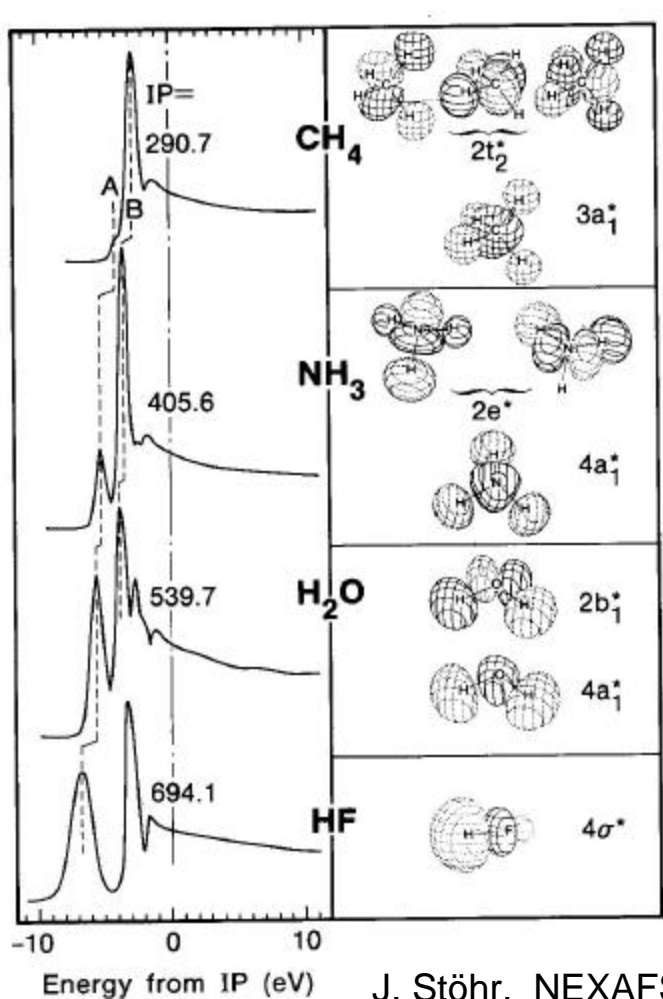 IP=
290.7
A
B
CH4
2t2*
3a1*
405.6
NH3
2e*
4a1*
539.7
H2O
2b1*
4a1*
694.1
HF
4σ*
-10
0
10
Energy from IP (eV)
J. Stöhr, NEXAFS